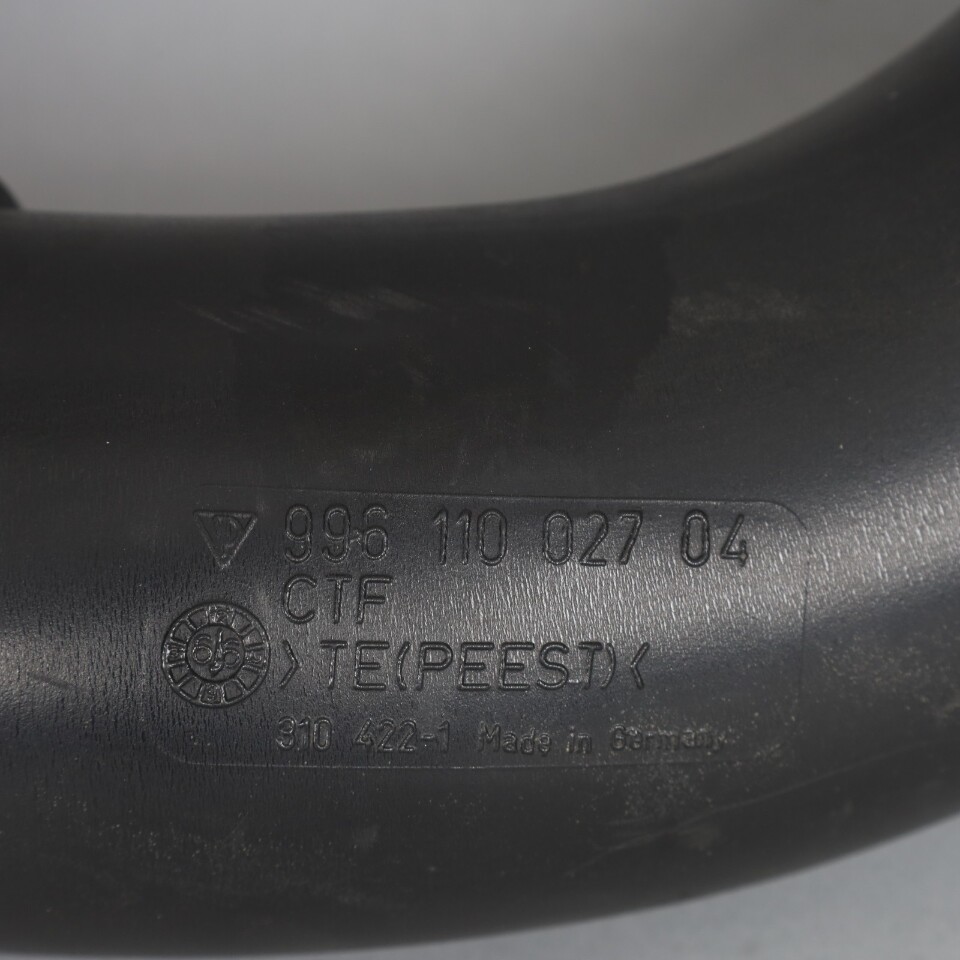 996 110 027 04
CTF
>TE(PEEST)<
310 422-1 Made in Germany